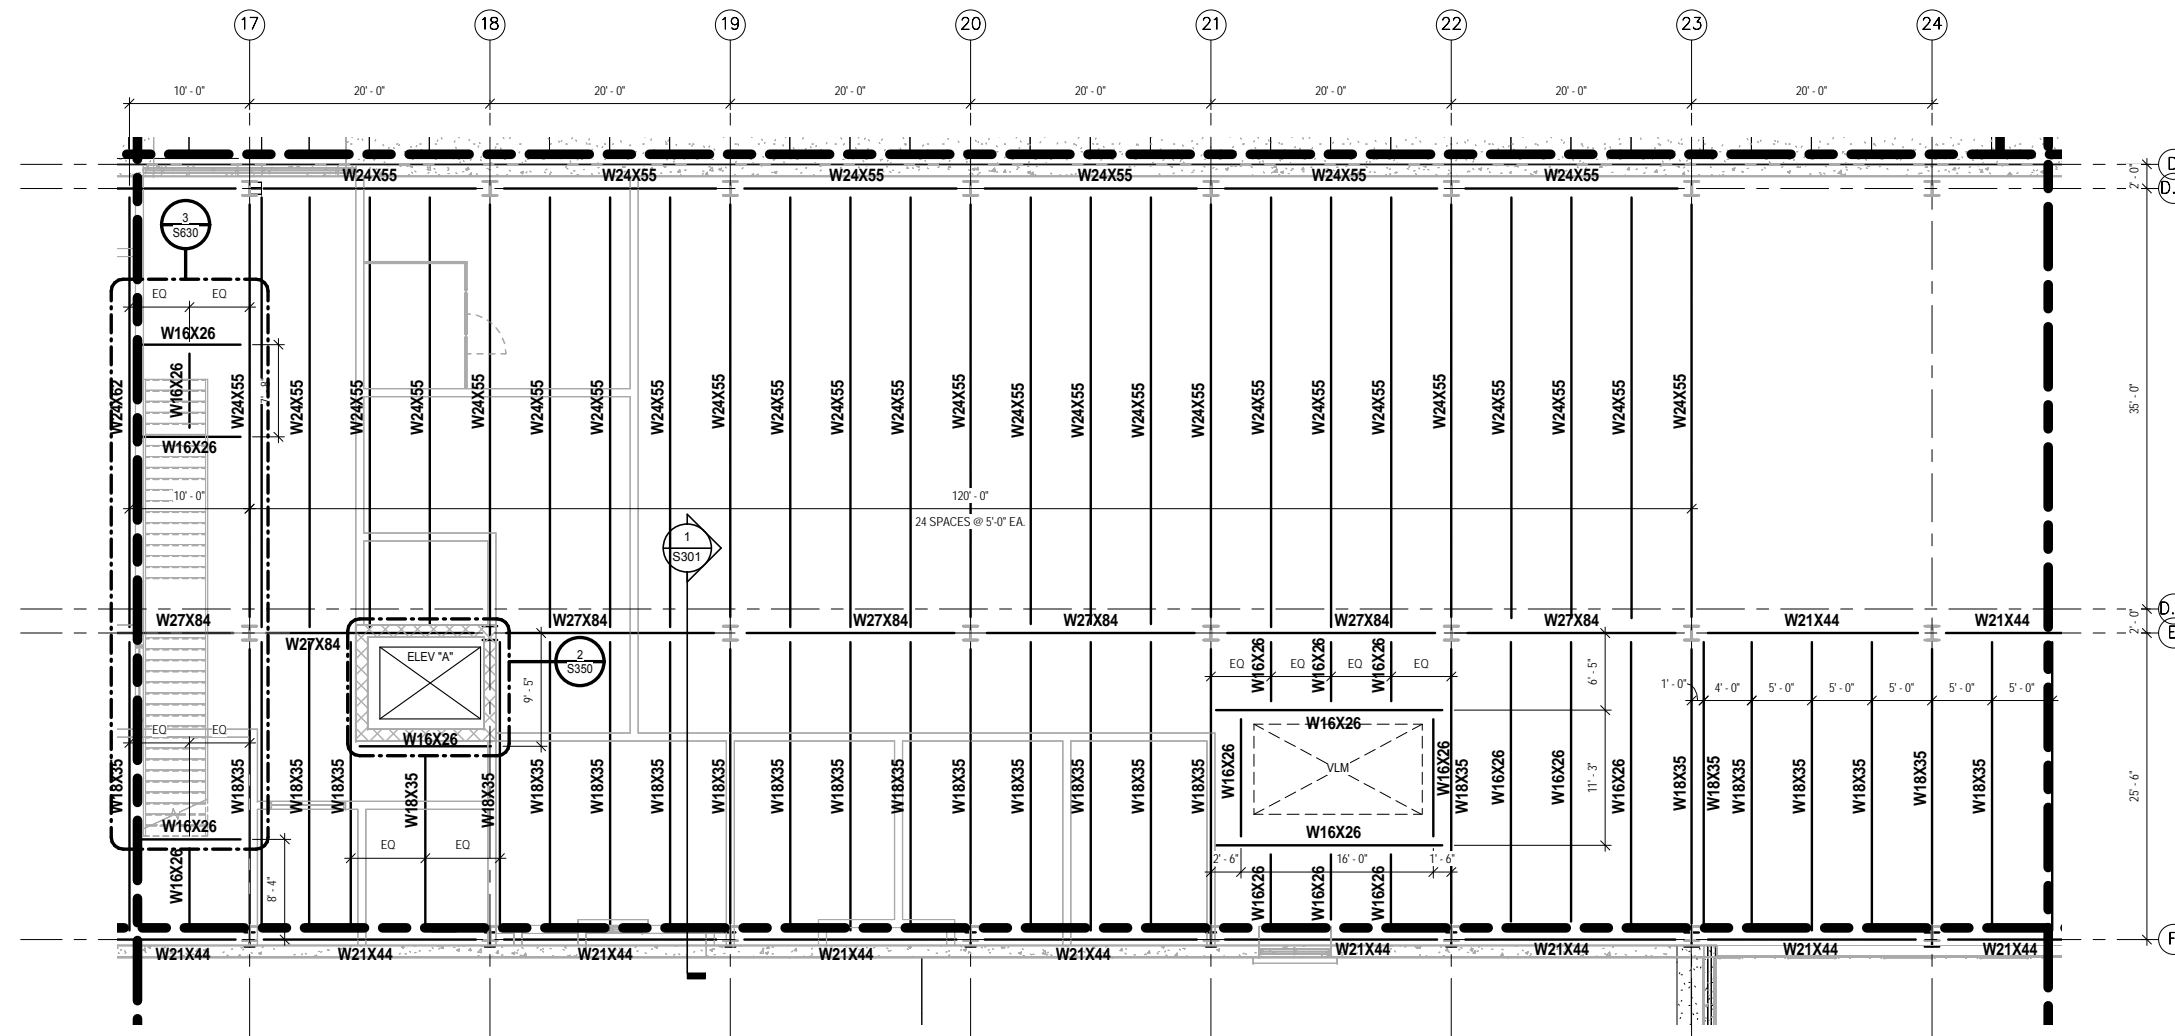 17 18 19 20 21 22 23 24
10' - 0" 20' - 0" 20' - 0" 20' - 0" 20' - 0" 20' - 0" 20' - 0" 20' - 0"
D
2' - 0"
W24X55 W24X55 W24X55 W24X55 W24X55 W24X55
D.
3
S630
EQ EQ
W16X26
W24X62 W16X26 W24X55 7' - 8" W24X55 W24X55 W24X55 W24X55 W24X55 W24X55 W24X55 W24X55 W24X55 W24X55 W24X55 W24X55 W24X55 W24X55 W24X55 W24X55 W24X55 W24X55 W24X55 W24X55 W24X55 W24X55 W24X55 W24X55 35' - 0"
W16X26
10' - 0" 120' - 0"
24 SPACES @ 5'-0" EA.
1
S301
D.
W27X84 W27X84 W27X84 W27X84 W27X84 W27X84 W21X44 W21X44
2' - 0"
E
W27X84
ELEV "A"
2
S350
9' - 5"
EQ W16X26 EQ W16X26 EQ W16X26 EQ
6' - 5"
1' - 0" 4' - 0" 5' - 0" 5' - 0" 5' - 0" 5' - 0" 5' - 0"
EQ EQ
W16X26
W16X26
VLM
W18X35 W18X35 W18X35 W18X35 W18X35 W18X35 W18X35 W18X35 W18X35 W18X35 W18X35 W18X35 W18X35 W18X35 W18X35 W18X35 W18X35 W18X35 W16X26 W16X26 W18X35 W16X26 W16X26 11' - 3" W16X26 W18X35 W18X35 W18X35 W18X35 W18X35 W18X35 W18X35 25' - 6"
W16X26
W16X26
EQ EQ
2' - 6" 16' - 0" 1' - 6"
W16X26 8' - 4" W16X26 W16X26 W16X26
F
W21X44 W21X44 W21X44 W21X44 W21X44 W21X44 W21X44 W21X44 W21X44